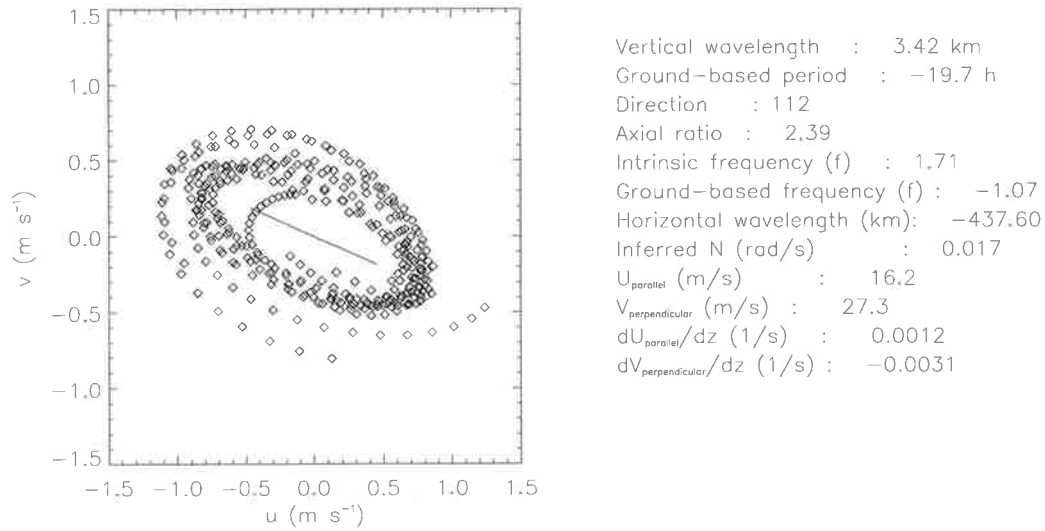 1.5
1.0
0.5
0.0
−0.5
−1.0
−1.5
v (m s⁻¹)
−1.5 −1.0 −0.5 0.0 0.5 1.0 1.5
u (m s⁻¹)
Vertical wavelength : 3.42 km
Ground−based period : −19.7 h
Direction : 112
Axial ratio : 2.39
Intrinsic frequency (f) : 1.71
Ground−based frequency (f) : −1.07
Horizontal wavelength (km): −437.60
Inferred N (rad/s) : 0.017
Uparallel (m/s) : 16.2
Vperpendicular (m/s) : 27.3
dUparallel/dz (1/s) : 0.0012
dVperpendicular/dz (1/s) : −0.0031